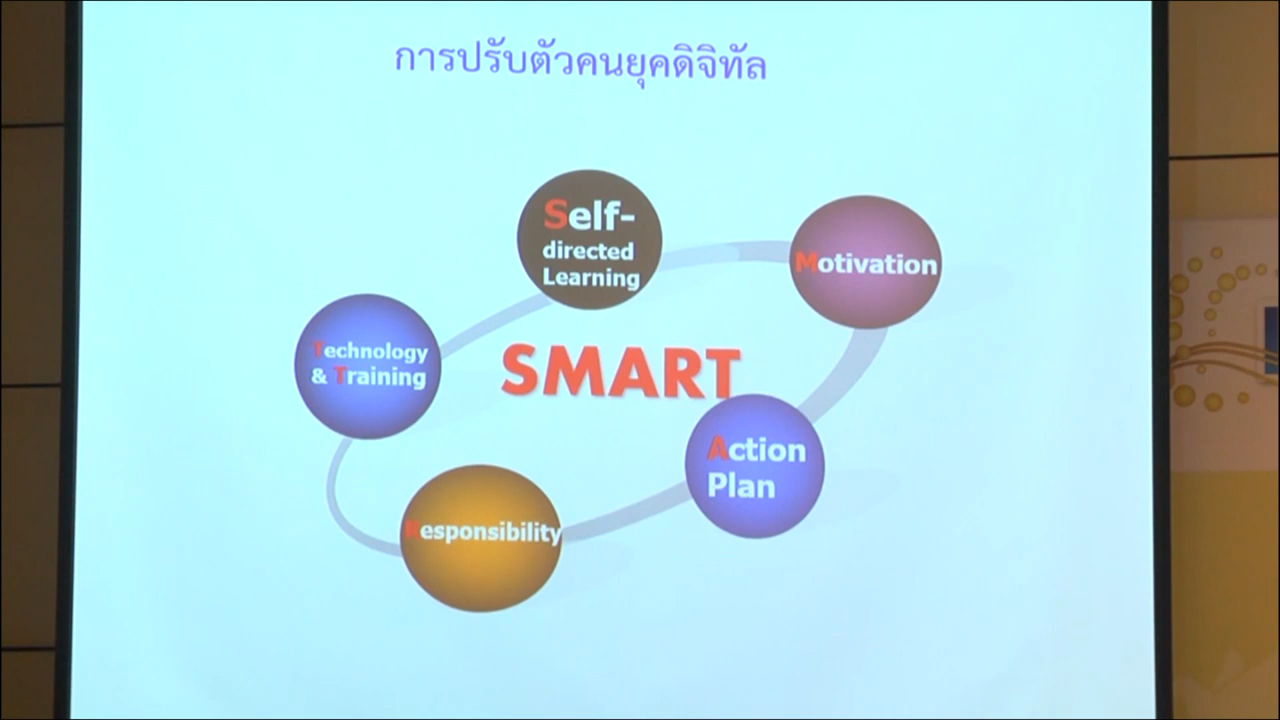 การปรับตัวคนยุคดิจิทัล
Self-
directed
Learning
Motivation
SMART
Technology
& Training
Action
Plan
Responsibility